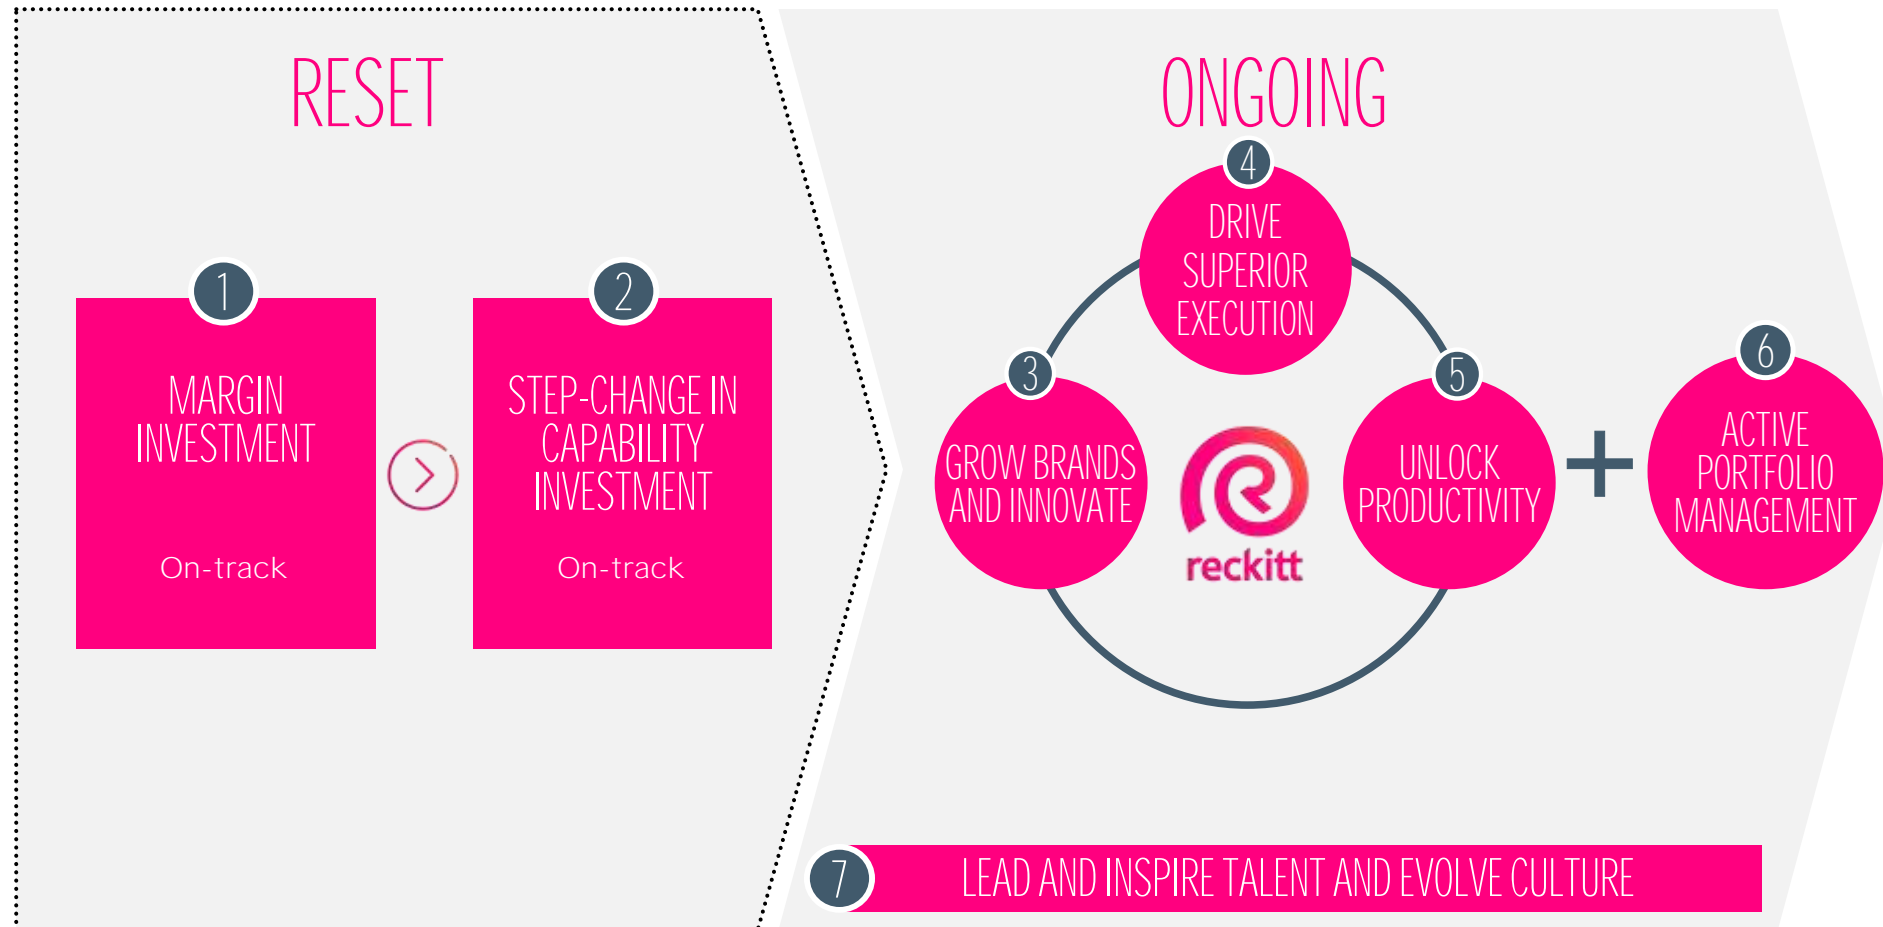 RESET
1
MARGIN
INVESTMENT
On-track
2
STEP-CHANGE IN
CAPABILITY
INVESTMENT
On-track
ONGOING
3
GROW BRANDS
AND INNOVATE
4
DRIVE
SUPERIOR
EXECUTION
reckitt
5
UNLOCK
PRODUCTIVITY
+
6
ACTIVE
PORTFOLIO
MANAGEMENT
7
LEAD AND INSPIRE TALENT AND EVOLVE CULTURE